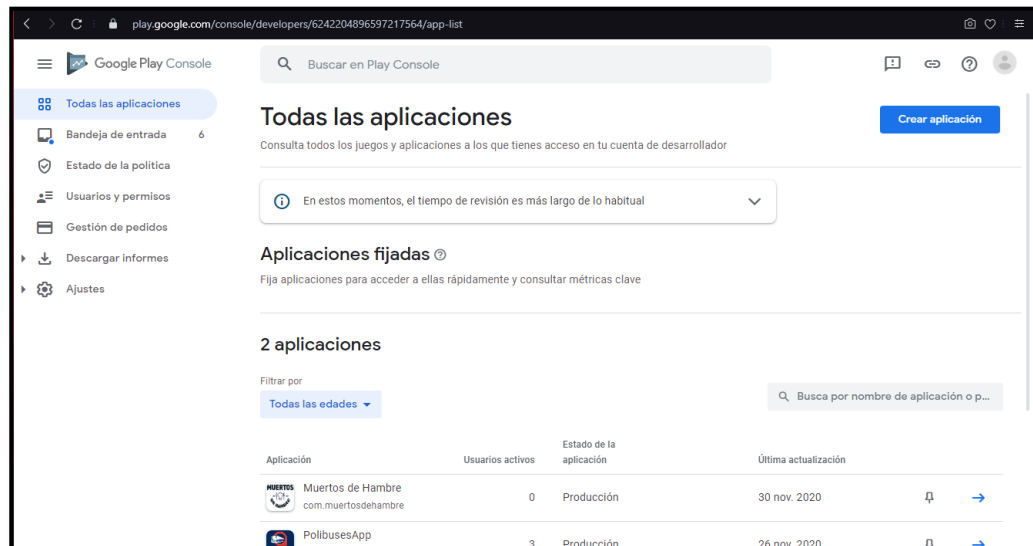 play.google.com/console/developers/6242204896597217564/app-list
Google Play Console
Buscar en Play Console
Todas las aplicaciones
Bandeja de entrada 6
Estado de la política
Usuarios y permisos
Gestión de pedidos
Descargar informes
Ajustes
Todas las aplicaciones
Crear aplicación
Consulta todos los juegos y aplicaciones a los que tienes acceso en tu cuenta de desarrollador
En estos momentos, el tiempo de revisión es más largo de lo habitual
Aplicaciones fijadas
Fija aplicaciones para acceder a ellas rápidamente y consultar métricas clave
2 aplicaciones
Filtrar por
Todas las edades
Busca por nombre de aplicación o p...
Aplicación Usuarios activos Estado de la aplicación Última actualización
MUERTOS
Muertos de Hambre 0 Producción 30 nov. 2020
com.muertosdehambre
PolibusesApp 3 Producción 26 nov. 2020